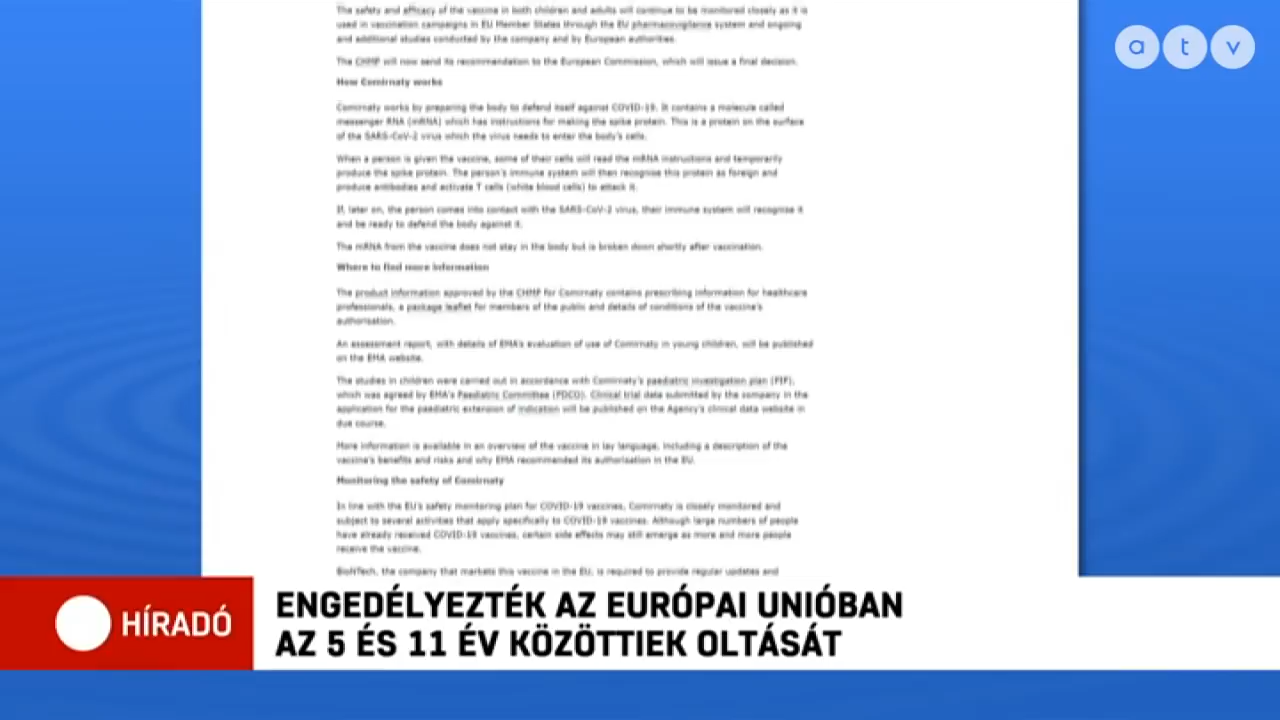 The safety and efficacy of the vaccine in both children and adults will continue to be monitored closely as it is
used in vaccination campaigns in EU Member States through the EU pharmacovigilance system and ongoing
and additional studies conducted by the company and by European authorities.
The CHMP will now send its recommendation to the European Commission, which will issue a final decision.
How Comirnaty works
Comirnaty works by preparing the body to defend itself against COVID-19. It contains a molecule called
messenger RNA (mRNA) which has instructions for making the spike protein. This is a protein on the surface
of the SARS-CoV-2 virus which the virus needs to enter the body's cells.
When a person is given the vaccine, some of their cells will read the mRNA instructions and temporarily
produce the spike protein. The person's immune system will then recognise this protein as foreign and
produce antibodies and activate T cells (white blood cells) to attack it.
If, later on, the person comes into contact with the SARS-CoV-2 virus, their immune system will recognise it
and be ready to defend the body against it.
The mRNA from the vaccine does not stay in the body but is broken down shortly after vaccination.
Where to find more information
The product information approved by the CHMP for Comirnaty contains prescribing information for healthcare
professionals, a package leaflet for members of the public and details of conditions of the vaccine's
authorisation.
An assessment report, with details of EMA's evaluation of use of Comirnaty in young children, will be published
on the EMA website.
The studies in children were carried out in accordance with Comirnaty's paediatric investigation plan (PIP),
which was agreed by EMA's Paediatric Committee (PDCO). Clinical trial data submitted by the company in the
application for the paediatric extension of indication will be published on the Agency's clinical data website in
due course.
More information is available in an overview of the vaccine in lay language, including a description of the
vaccine's benefits and risks and why EMA recommended its authorisation in the EU.
Monitoring the safety of Comirnaty
In line with the EU's safety monitoring plan for COVID-19 vaccines, Comirnaty is closely monitored and
subject to several activities that apply specifically to COVID-19 vaccines. Although large numbers of people
have already received COVID-19 vaccines, certain side effects may still emerge as more and more people
receive the vaccine.
BioNTech, the company that markets this vaccine in the EU, is required to provide regular updates and
atv
HÍRADÓ
ENGEDÉLYEZTÉK AZ EURÓPAI UNIÓBAN
AZ 5 ÉS 11 ÉV KÖZÖTTIEK OLTÁSÁT